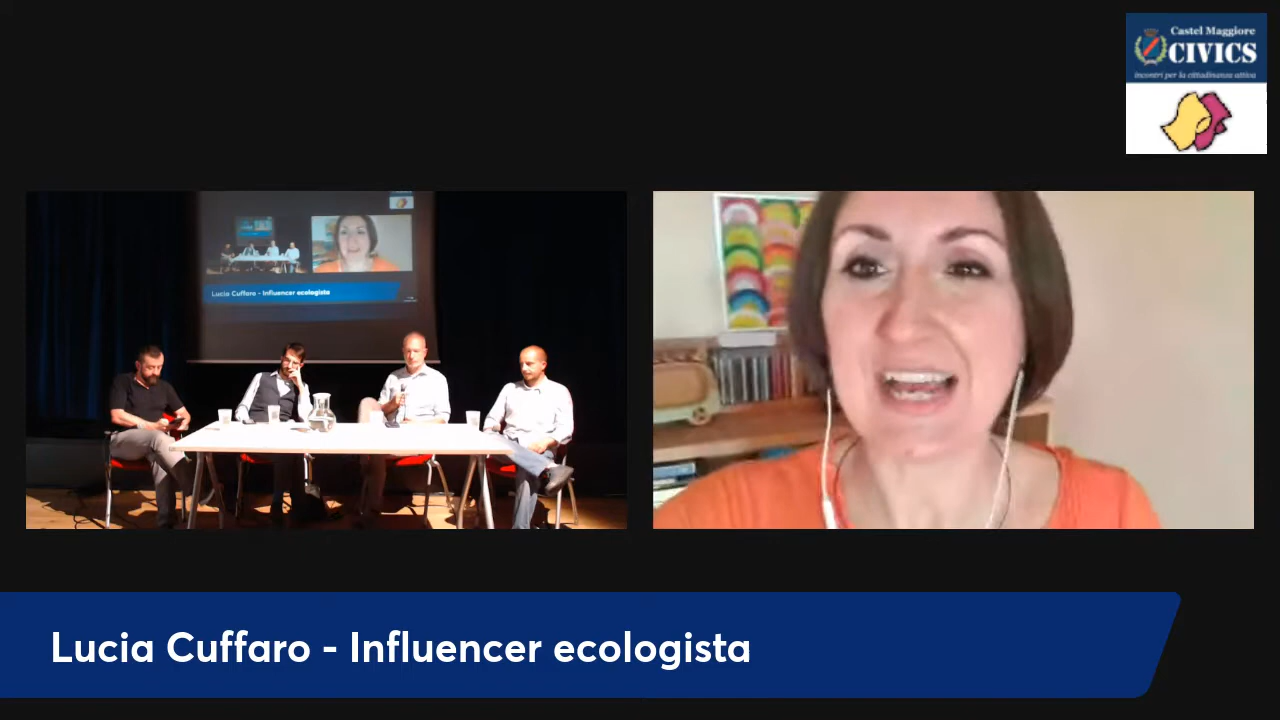 Castel Maggiore
CIVICS
incontri per la cittadinanza attiva
Lucia Cuffaro - Influencer ecologista
Lucia Cuffaro - Influencer ecologista